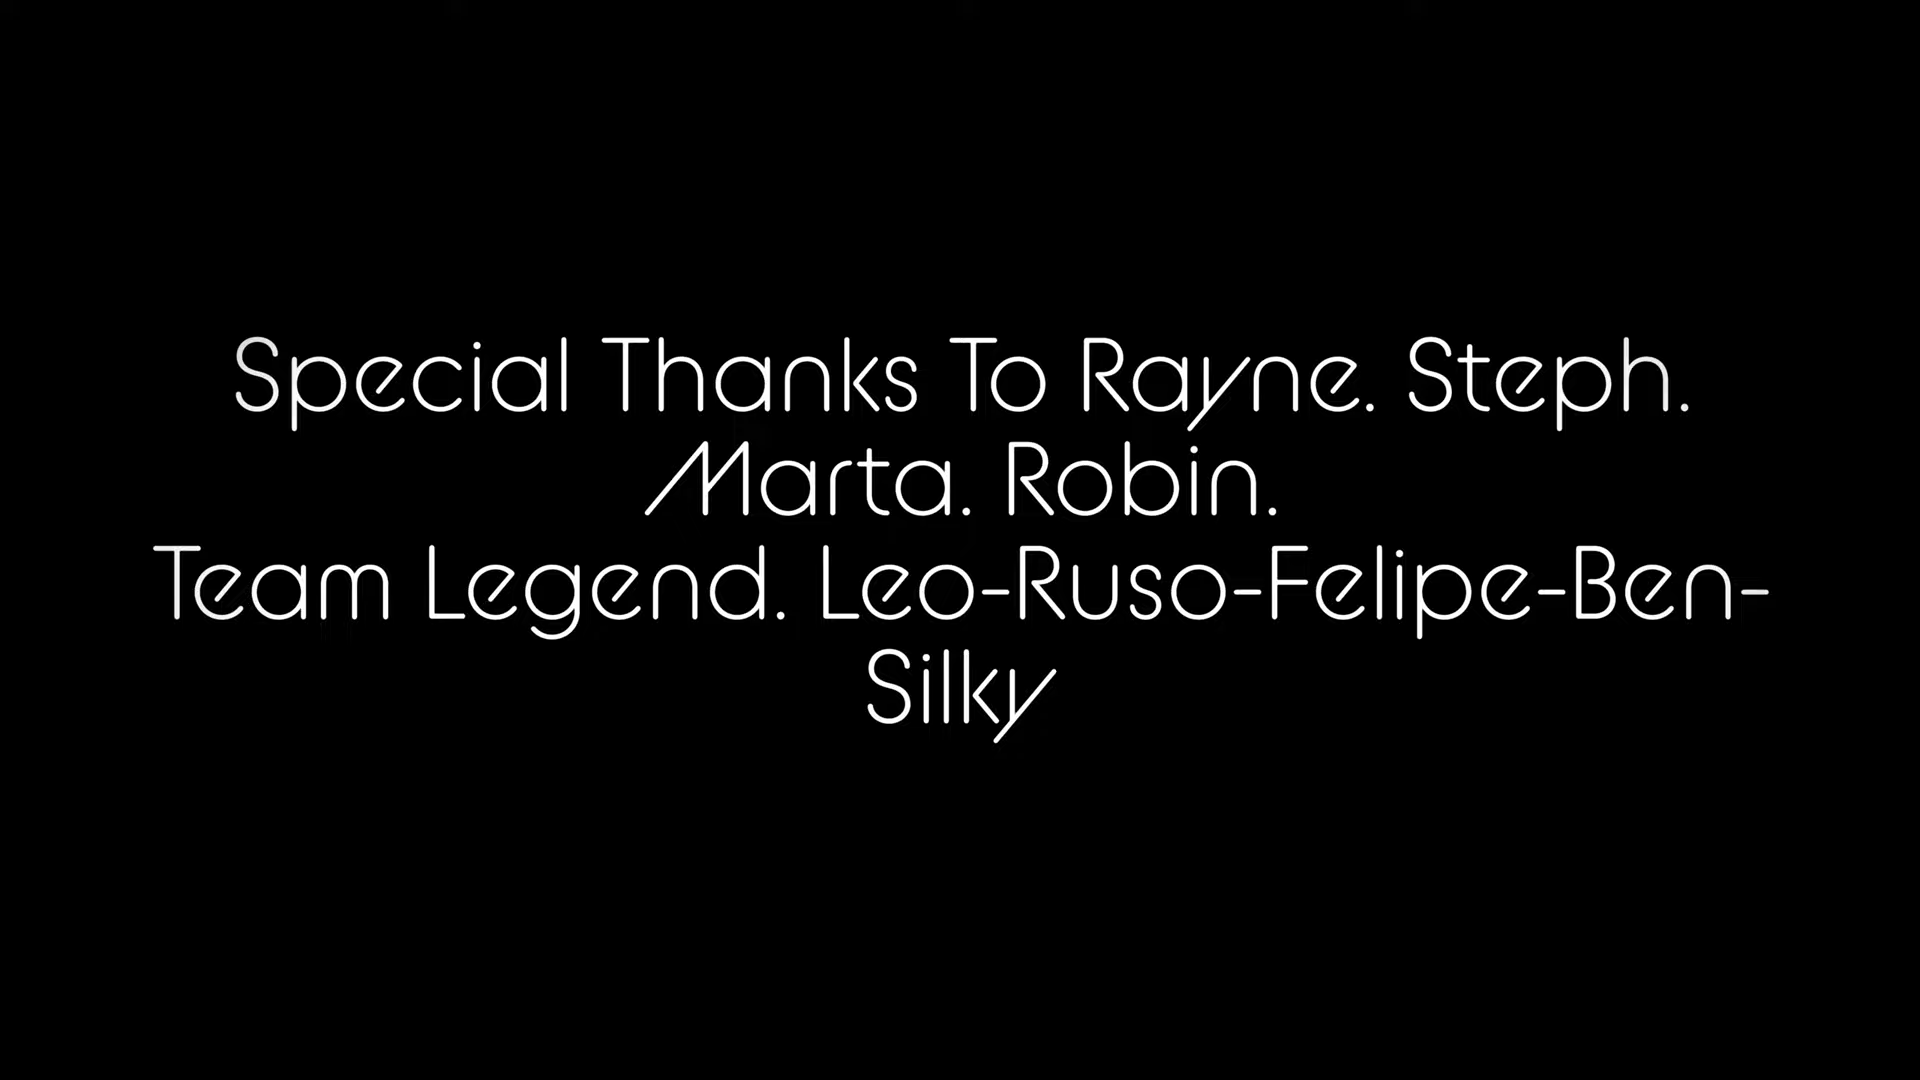 Special Thanks To Rayne. Steph.
Marta. Robin.
Team Legend. Leo-Ruso-Felipe-Ben-
Silky